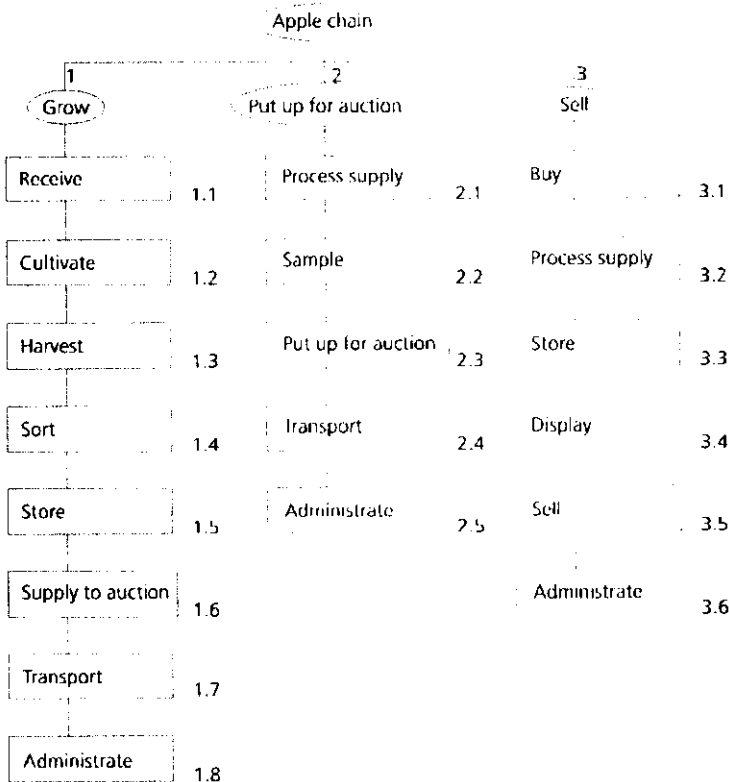 Apple chain
1 2 3
Grow Put up for auction Sell
Receive 1.1 Process supply 2.1 Buy 3.1
Cultivate 1.2 Sample 2.2 Process supply 3.2
Harvest 1.3 Put up for auction 2.3 Store 3.3
Sort 1.4 Transport 2.4 Display 3.4
Store 1.5 Administrate 2.5 Sell 3.5
Supply to auction 1.6 Administrate 3.6
Transport 1.7
Administrate 1.8